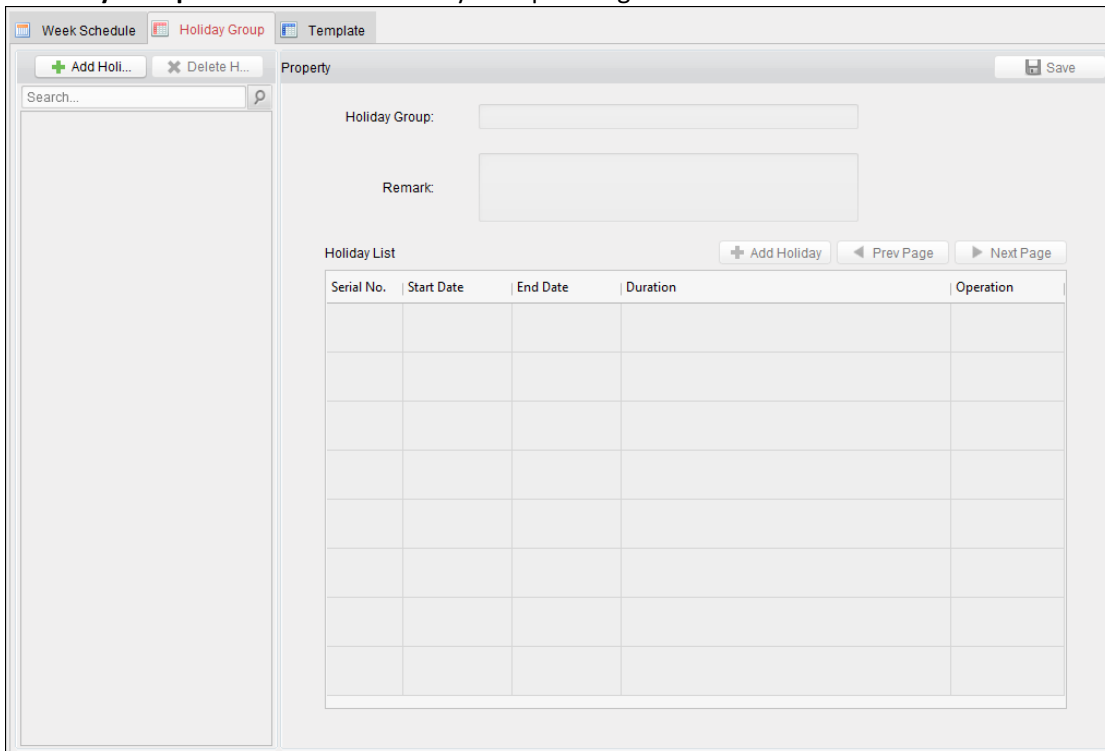 Week Schedule Holiday Group Template
Add Holi... Delete H... Property Save
Search...
Holiday Group:
Remark:
Holiday List Add Holiday Prev Page Next Page
Serial No. Start Date End Date Duration Operation